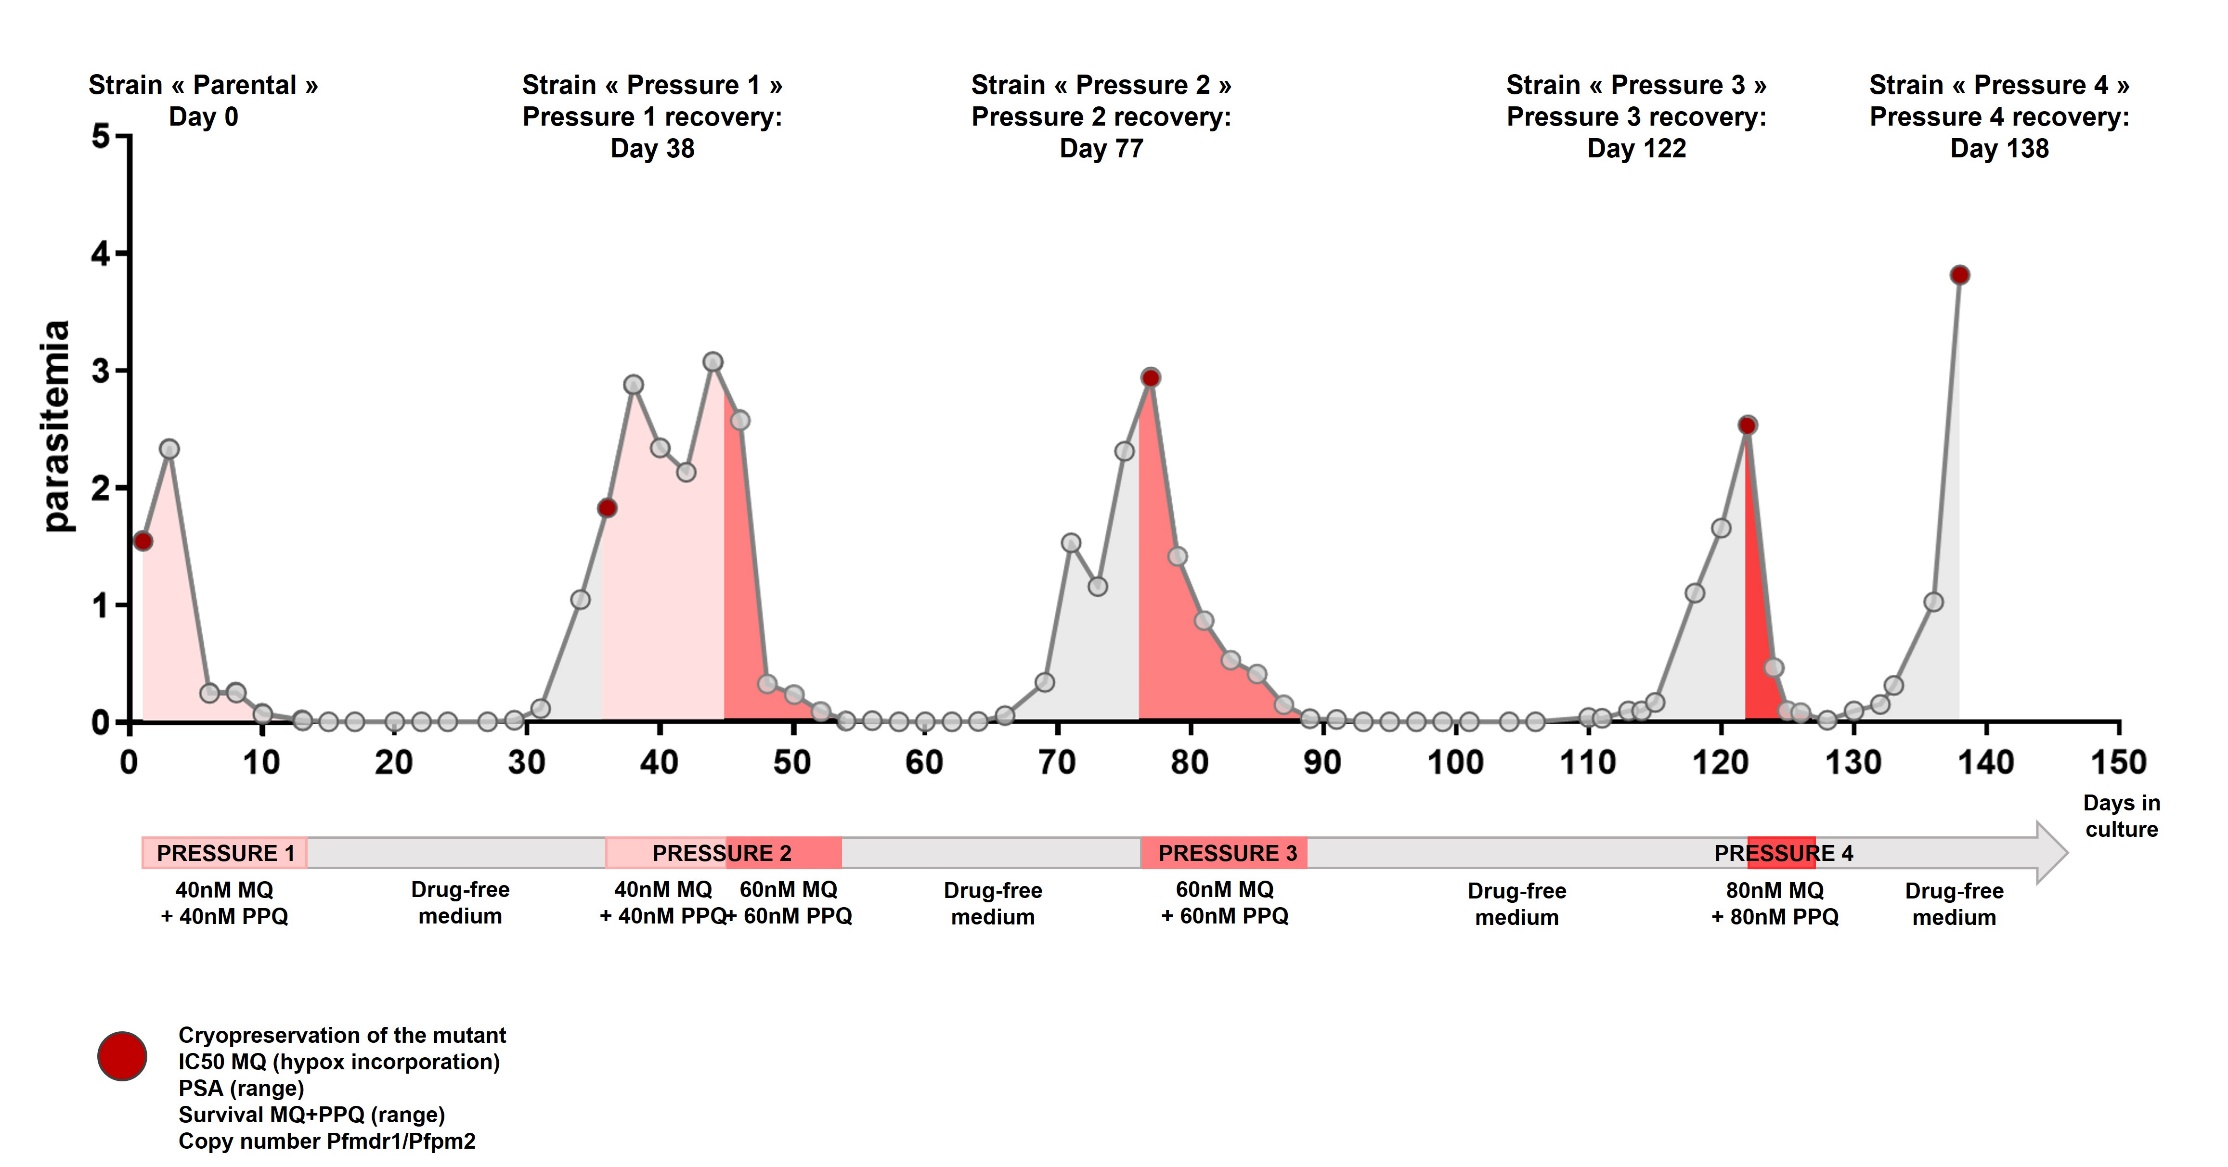 Strain « Parental »
Day 0
Strain « Pressure 1 »
Pressure 1 recovery:
Day 38
Strain « Pressure 2 »
Pressure 2 recovery:
Day 77
Strain « Pressure 3 »
Pressure 3 recovery:
Day 122
Strain « Pressure 4 »
Pressure 4 recovery:
Day 138
parasitemia
5
4
3
2
1
0
0 10 20 30 40 50 60 70 80 90 100 110 120 130 140 150
Days in
culture
PRESSURE 1
PRESSURE 2
PRESSURE 3
PRESSURE 4
40nM MQ
+ 40nM PPQ
Drug-free
medium
40nM MQ
+ 40nM PPQ
60nM MQ
+ 60nM PPQ
Drug-free
medium
60nM MQ
+ 60nM PPQ
Drug-free
medium
80nM MQ
+ 80nM PPQ
Drug-free
medium
Cryopreservation of the mutant
IC50 MQ (hypox incorporation)
PSA (range)
Survival MQ+PPQ (range)
Copy number Pfmdr1/Pfpm2